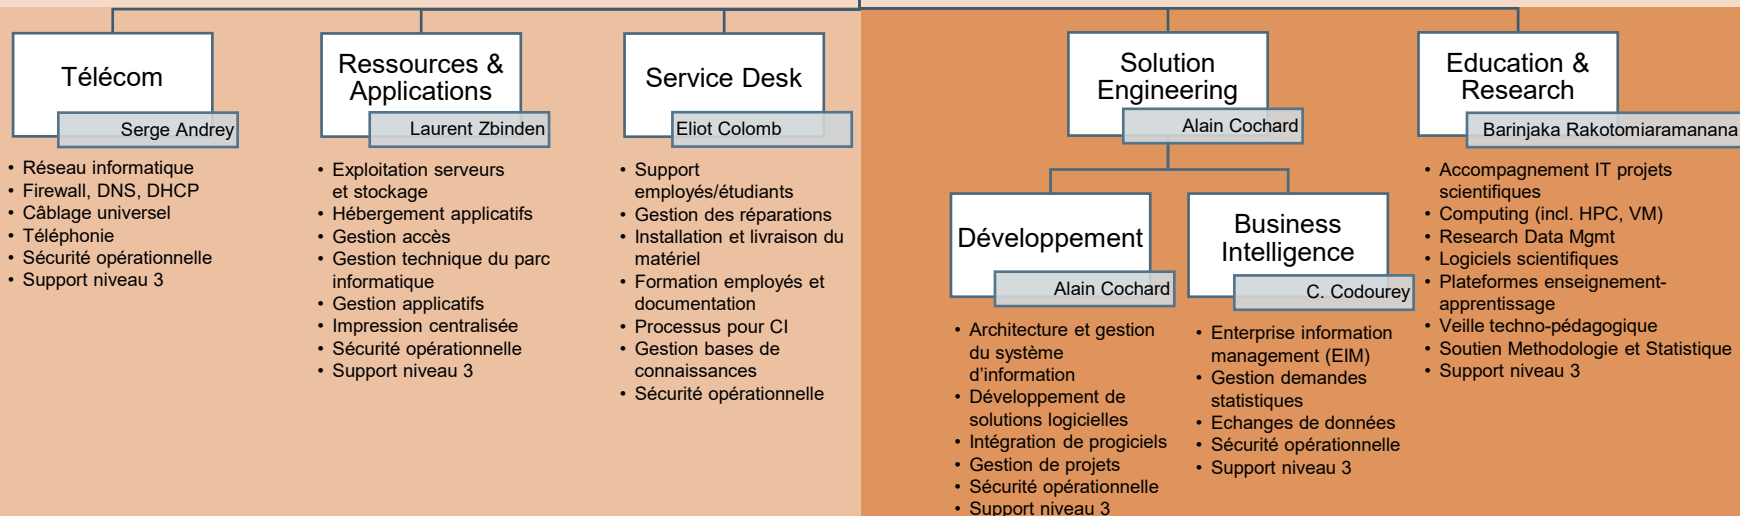 Télécom
Serge Andrey
• Réseau informatique
• Firewall, DNS, DHCP
• Câblage universel
• Téléphonie
• Sécurité opérationnelle
• Support niveau 3
Ressources &
Applications
Laurent Zbinden
• Exploitation serveurs
et stockage
• Hébergement applicatifs
• Gestion accès
• Gestion technique du parc
informatique
• Gestion applicatifs
• Impression centralisée
• Sécurité opérationnelle
• Support niveau 3
Service Desk
Eliot Colomb
• Support
employés/étudiants
• Gestion des réparations
• Installation et livraison du
matériel
• Formation employés et
documentation
• Processus pour CI
• Gestion bases de
connaissances
• Sécurité opérationnelle
Solution
Engineering
Alain Cochard
Développement
Alain Cochard
• Architecture et gestion
du système
d'information
• Développement de
solutions logicielles
• Intégration de progiciels
• Gestion de projets
• Sécurité opérationnelle
• Support niveau 3
Business
Intelligence
C. Codourey
• Enterprise information
management (EIM)
• Gestion demandes
statistiques
• Echanges de données
• Sécurité opérationnelle
• Support niveau 3
Education &
Research
Barinjaka Rakotomiaramanana
• Accompagnement IT projets
scientifiques
• Computing (incl. HPC, VM)
• Research Data Mgmt
• Logiciels scientifiques
• Plateformes enseignement-
apprentissage
• Veille techno-pédagogique
• Soutien Methodologie et Statistique
• Support niveau 3